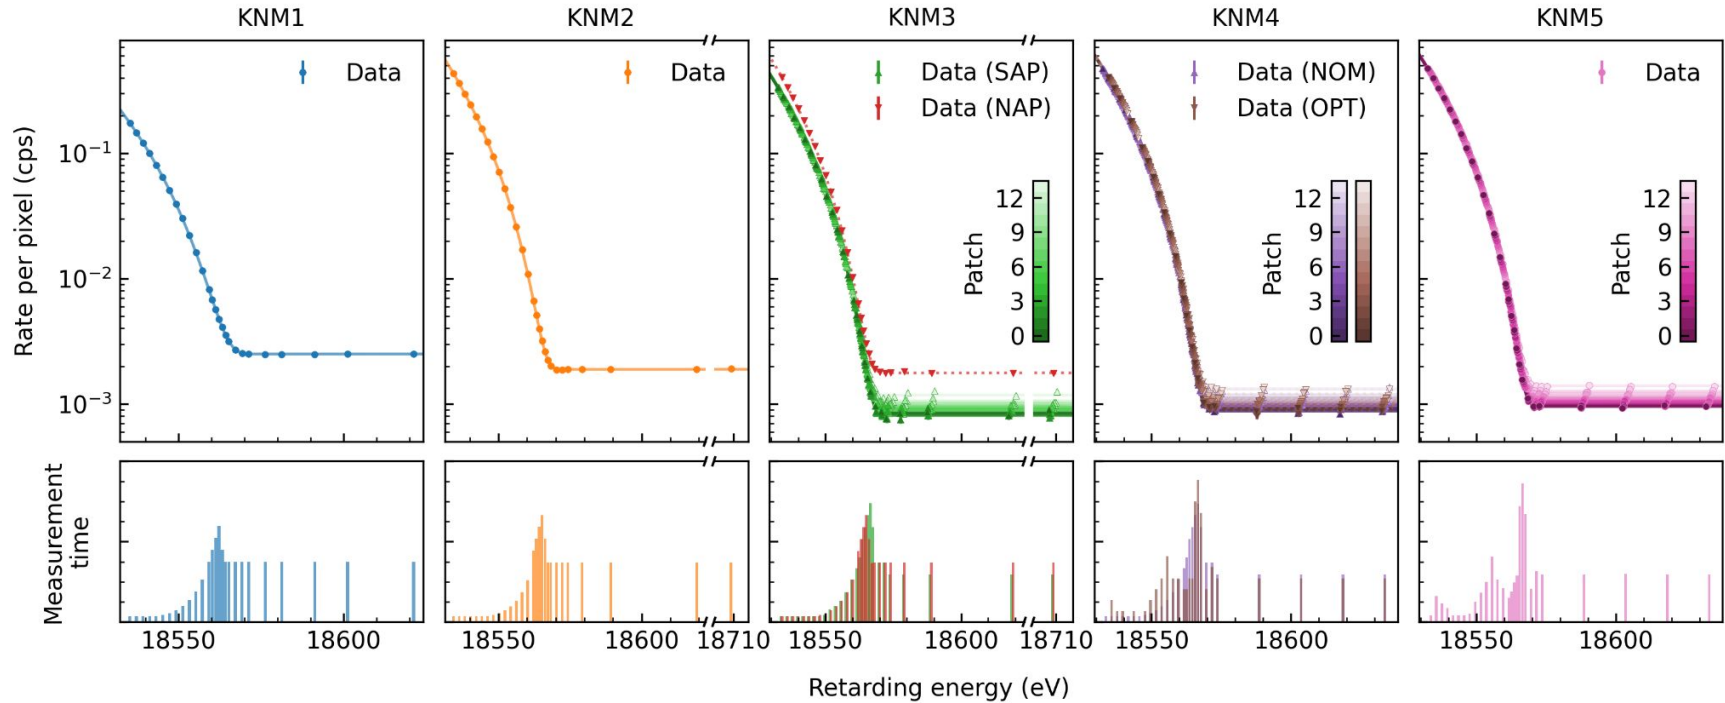 KNM1 KNM2 KNM3 KNM4 KNM5
Data
Data
Data (SAP)
Data (NAP)
Data (NOM)
Data (OPT)
Data
Rate per pixel (cps)
10⁻¹
10⁻²
10⁻³
Patch
12
9
6
3
0
Patch
12
9
6
3
0
Patch
12
9
6
3
0
Measurement
time
18550 18600 18550 18600 18710 18550 18600 18710 18550 18600 18550 18600
Retarding energy (eV)